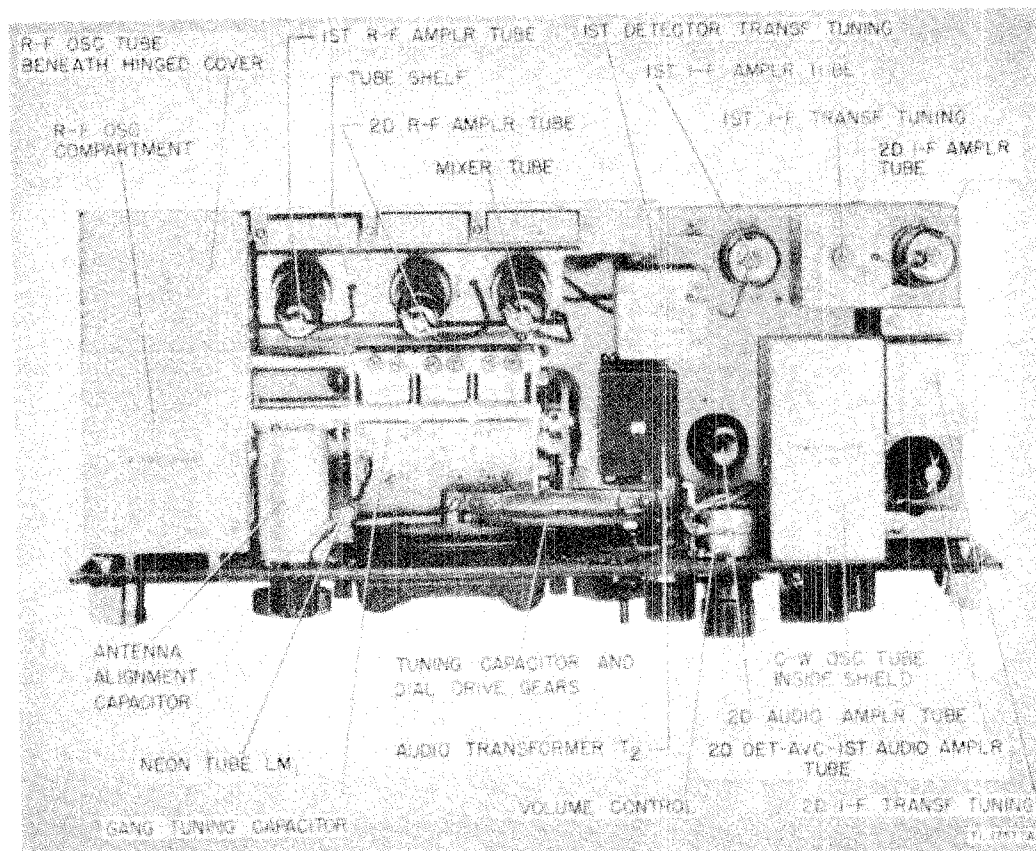 R-F OSC TUBE
BENEATH HINGED COVER
1ST R-F AMPLR TUBE
1ST DETECTOR TRANSF TUNING
TUBE SHELF
1ST I-F AMPLR TUBE
R-F OSC
COMPARTMENT
2D R-F AMPLR TUBE
1ST I-F TRANSF TUNING
MIXER TUBE
2D I-F AMPLR
TUBE
ANTENNA
ALIGNMENT
CAPACITOR
TUNING CAPACITOR AND
DIAL DRIVE GEARS
C-W OSC TUBE
INSIDE SHIELD
2D AUDIO AMPLR TUBE
NEON TUBE LM1
AUDIO TRANSFORMER T2
2D DET-AVC-1ST AUDIO AMPLR
TUBE
VOLUME CONTROL
2D I-F TRANSF TUNING
GANG TUNING CAPACITOR